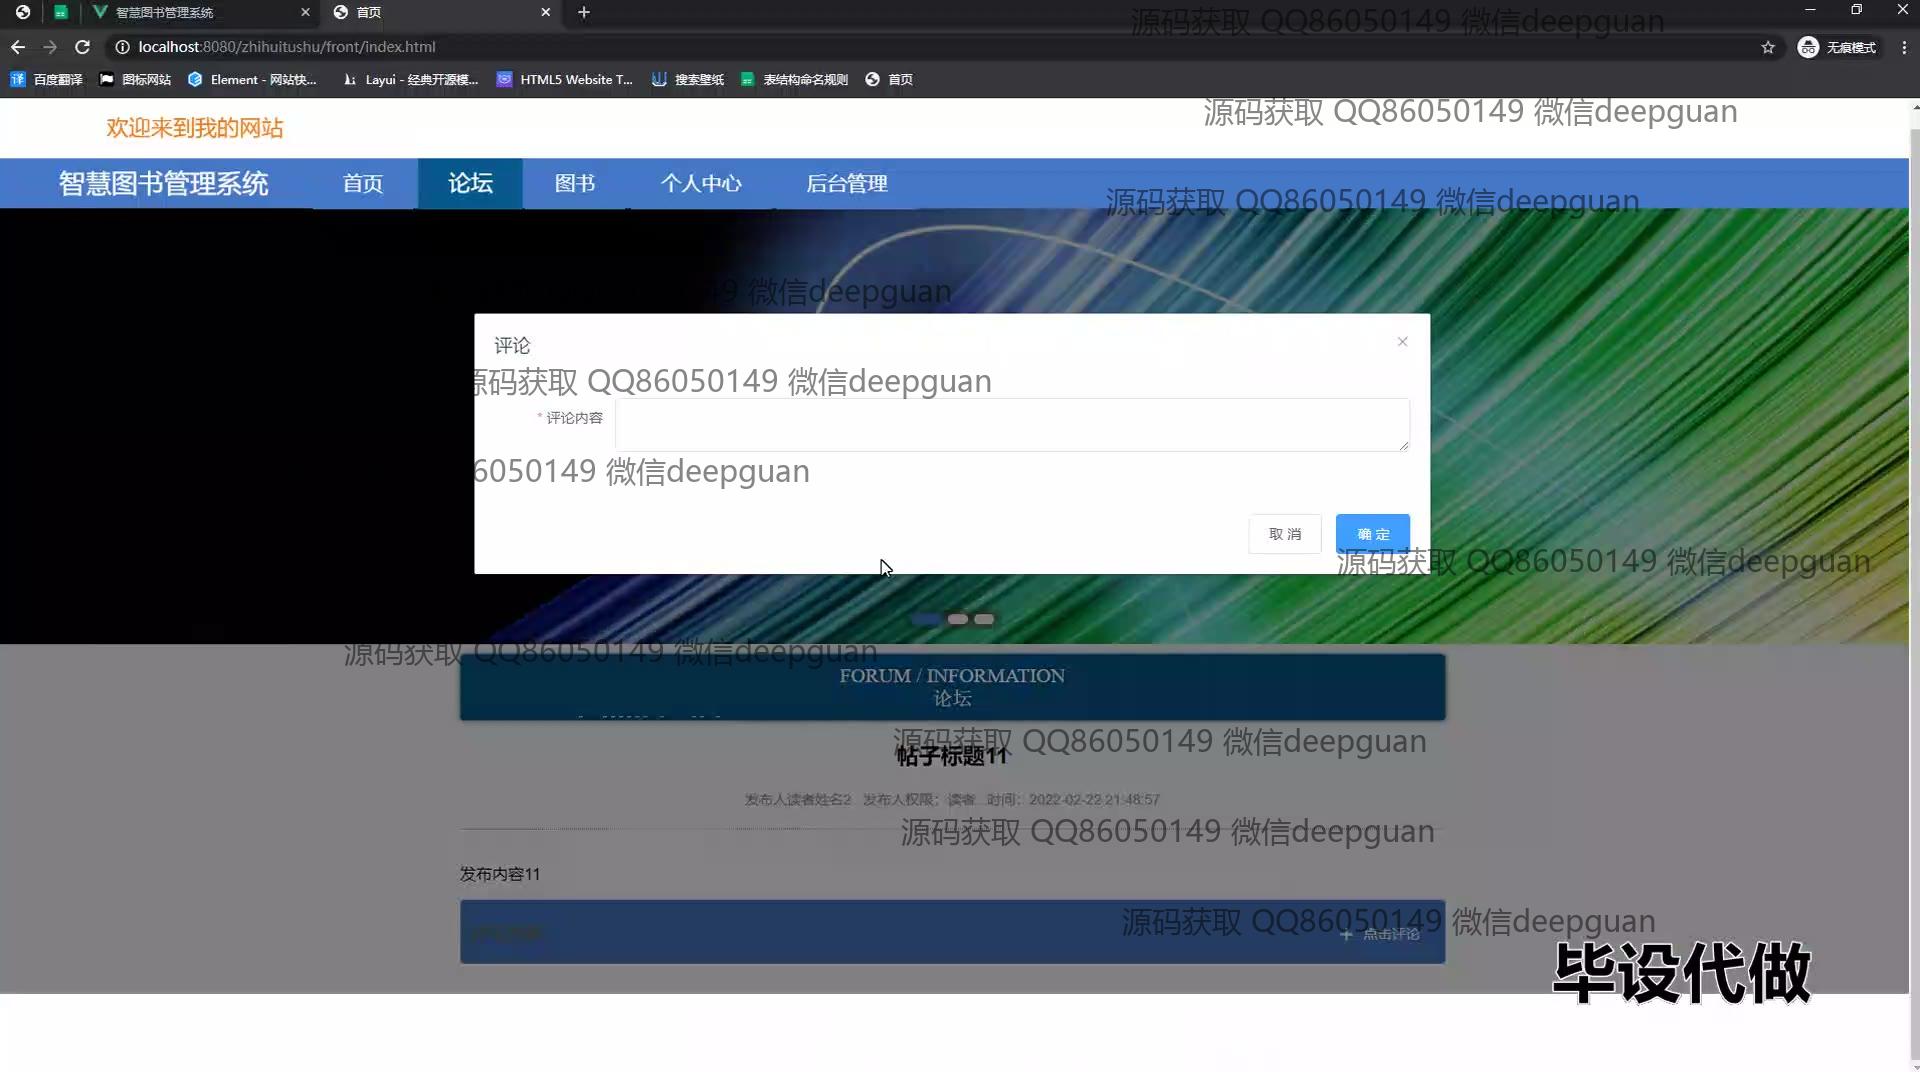 智慧图书管理系统
首页
源码获取 QQ86050149 微信deepguan
localhost:8080/zhihuitushu/front/index.html
无痕模式
百度翻译
图标网站
Element - 网站快...
Layui - 经典开源模...
HTML5 Website T...
搜索壁纸
表结构命名规则
首页
源码获取 QQ86050149 微信deepguan
欢迎来到我的网站
智慧图书管理系统
首页
论坛
图书
个人中心
后台管理
源码获取 QQ86050149 微信deepguan
49 微信deepguan
评论
源码获取 QQ86050149 微信deepguan
* 评论内容
6050149 微信deepguan
取 消
确 定
源码获取 QQ86050149 微信deepguan
源码获取 QQ86050149 微信deepguan
FORUM / INFORMATION
论坛
源码获取 QQ86050149 微信deepguan
帖子标题11
发布人读者姓名2 发布人权限：读者 时间：2022-02-22 21:48:57
源码获取 QQ86050149 微信deepguan
发布内容11
源码获取 QQ86050149 微信deepguan
+ 点击评论
毕设代做